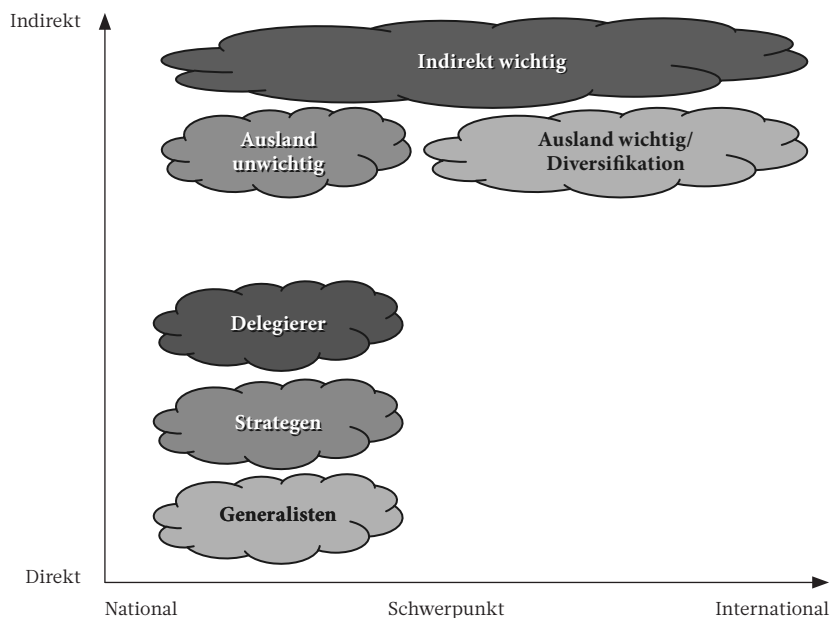 Indirekt
Indirekt wichtig
Ausland
unwichtig
Ausland wichtig/
Diversifikation
Delegierer
Strategen
Generalisten
Direkt
National
Schwerpunkt
International